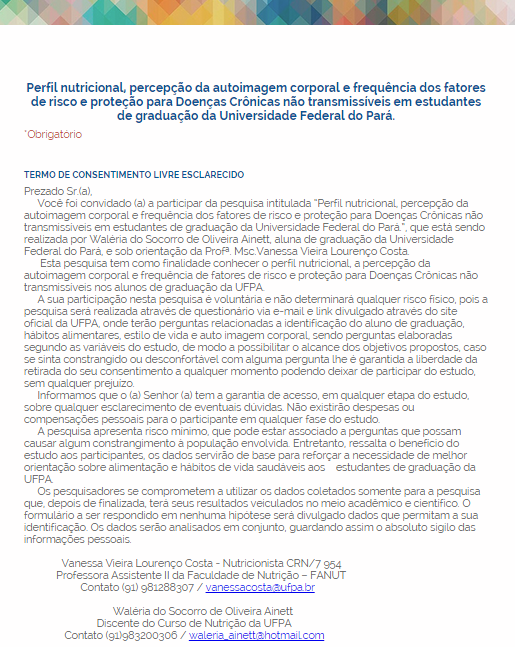 Perfil nutricional, percepção da autoimagem corporal e frequência dos fatores
de risco e proteção para Doenças Crônicas não transmissíveis em estudantes
de graduação da Universidade Federal do Pará.
*Obrigatório
TERMO DE CONSENTIMENTO LIVRE ESCLARECIDO
Prezado Sr.(a),
Você foi convidado (a) a participar da pesquisa intitulada "Perfil nutricional, percepção da
autoimagem corporal e frequência dos fatores de risco e proteção para Doenças Crônicas não
transmissíveis em estudantes de graduação da Universidade Federal do Pará.", que está sendo
realizada por Waléria do Socorro de Oliveira Ainett, aluna de graduação da Universidade
Federal do Pará, e sob orientação da Profª. Msc.Vanessa Vieira Lourenço Costa.
Esta pesquisa tem como finalidade conhecer o perfil nutricional, a percepção da
autoimagem corporal e frequência de fatores de risco e proteção para Doenças Crônicas não
transmissíveis nos alunos de graduação da UFPA.
A sua participação nesta pesquisa é voluntária e não determinará qualquer risco físico, pois a
pesquisa será realizada através de questionário via e-mail e link divulgado através do site
oficial da UFPA, onde terão perguntas relacionadas a identificação do aluno de graduação,
hábitos alimentares, estilo de vida e auto imagem corporal, sendo perguntas elaboradas
segundo as variáveis do estudo, de modo a possibilitar o alcance dos objetivos propostos, caso
se sinta constrangido ou desconfortável com alguma pergunta lhe é garantida a liberdade da
retirada do seu consentimento a qualquer momento podendo deixar de participar do estudo,
sem qualquer prejuízo.
Informamos que o (a) Senhor (a) tem a garantia de acesso, em qualquer etapa do estudo,
sobre qualquer esclarecimento de eventuais dúvidas. Não existirão despesas ou
compensações pessoais para o participante em qualquer fase do estudo.
A pesquisa apresenta risco mínimo, que pode estar associado a perguntas que possam
causar algum constrangimento à população envolvida. Entretanto, ressalta o benefício do
estudo aos participantes, os dados servirão de base para reforçar a necessidade de melhor
orientação sobre alimentação e hábitos de vida saudáveis aos estudantes de graduação da
UFPA.
Os pesquisadores se comprometem a utilizar os dados coletados somente para a pesquisa
que, depois de finalizada, terá seus resultados veiculados no meio acadêmico e científico. O
formulário a ser respondido em nenhuma hipótese será divulgado dados que permitam a sua
identificação. Os dados serão analisados em conjunto, guardando assim o absoluto sigilo das
informações pessoais.
Vanessa Vieira Lourenço Costa - Nutricionista CRN/7 954
Professora Assistente II da Faculdade de Nutrição – FANUT
Contato (91) 981288307 / vanessacosta@ufpa.br
Waléria do Socorro de Oliveira Ainett
Discente do Curso de Nutrição da UFPA
Contato (91)983200306 / waleria_ainett@hotmail.com